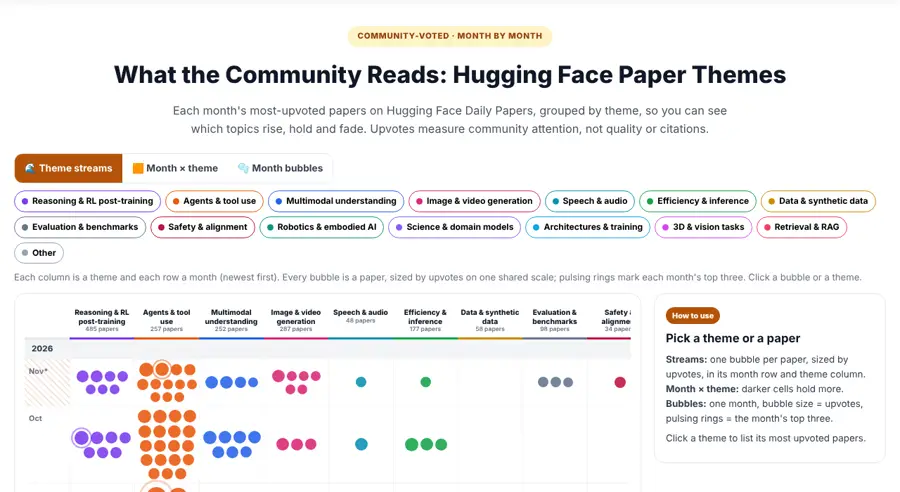 COMMUNITY-VOTED · MONTH BY MONTH
What the Community Reads: Hugging Face Paper Themes
Each month's most-upvoted papers on Hugging Face Daily Papers, grouped by theme, so you can see
which topics rise, hold and fade. Upvotes measure community attention, not quality or citations.
Theme streams
Month × theme
Month bubbles
Reasoning & RL post-training
Agents & tool use
Multimodal understanding
Image & video generation
Speech & audio
Efficiency & inference
Data & synthetic data
Evaluation & benchmarks
Safety & alignment
Robotics & embodied AI
Science & domain models
Architectures & training
3D & vision tasks
Retrieval & RAG
Other
Each column is a theme and each row a month (newest first). Every bubble is a paper, sized by upvotes on one shared scale; pulsing rings mark each month's top three. Click a bubble or a theme.
Reasoning & RL
post-training
485 papers
Agents & tool
use
257 papers
Multimodal
understanding
252 papers
Image & video
generation
287 papers
Speech & audio
48 papers
Efficiency &
inference
177 papers
Data & synthetic
data
58 papers
Evaluation &
benchmarks
98 papers
Safety
alignme
34 paper
2026
Nov*
Oct
How to use
Pick a theme or a paper
Streams: one bubble per paper, sized by
upvotes, in its month row and theme column.
Month × theme: darker cells hold more.
Bubbles: one month, bubble size = upvotes,
pulsing rings = the month's top three.
Click a theme to list its most upvoted papers.